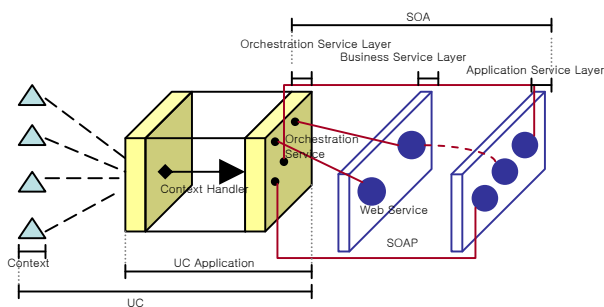 SOA
Orchestration Service Layer
Business Service Layer
Application Service Layer
Orchestration
Service
Context Handler
Web Service
SOAP
Context
UC Application
UC